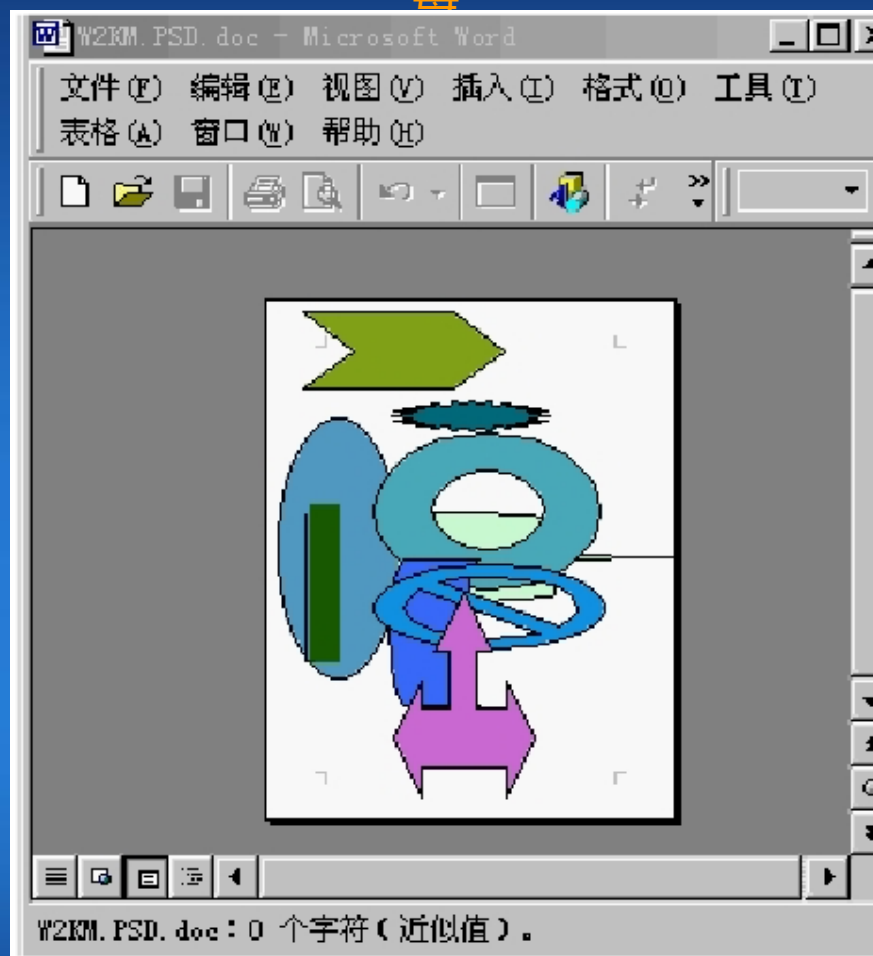 W2KM.PSD.doc - Microsoft Word
文件(F) 编辑(E) 视图(V) 插入(I) 格式(O) 工具(T)
表格(A) 窗口(W) 帮助(H)
W2KM.PSD.doc：0 个字符(近似值)。